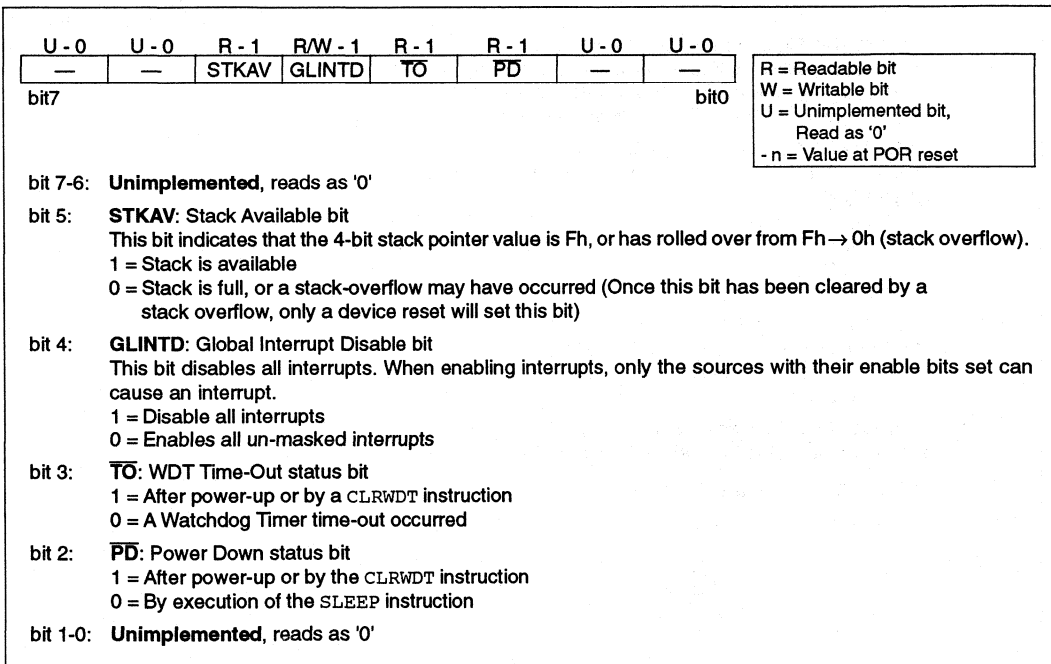 U - 0 U - 0 R - 1 R/W - 1 R - 1 R - 1 U - 0 U - 0
— — STKAV GLINTD T̅O̅ P̅D̅ — —
bit7 bit0
R = Readable bit
W = Writable bit
U = Unimplemented bit,
Read as '0'
- n = Value at POR reset
bit 7-6: Unimplemented, reads as '0'
bit 5: STKAV: Stack Available bit
This bit indicates that the 4-bit stack pointer value is Fh, or has rolled over from Fh→ 0h (stack overflow).
1 = Stack is available
0 = Stack is full, or a stack-overflow may have occurred (Once this bit has been cleared by a
stack overflow, only a device reset will set this bit)
bit 4: GLINTD: Global Interrupt Disable bit
This bit disables all interrupts. When enabling interrupts, only the sources with their enable bits set can
cause an interrupt.
1 = Disable all interrupts
0 = Enables all un-masked interrupts
bit 3: T̅O̅: WDT Time-Out status bit
1 = After power-up or by a CLRWDT instruction
0 = A Watchdog Timer time-out occurred
bit 2: P̅D̅: Power Down status bit
1 = After power-up or by the CLRWDT instruction
0 = By execution of the SLEEP instruction
bit 1-0: Unimplemented, reads as '0'